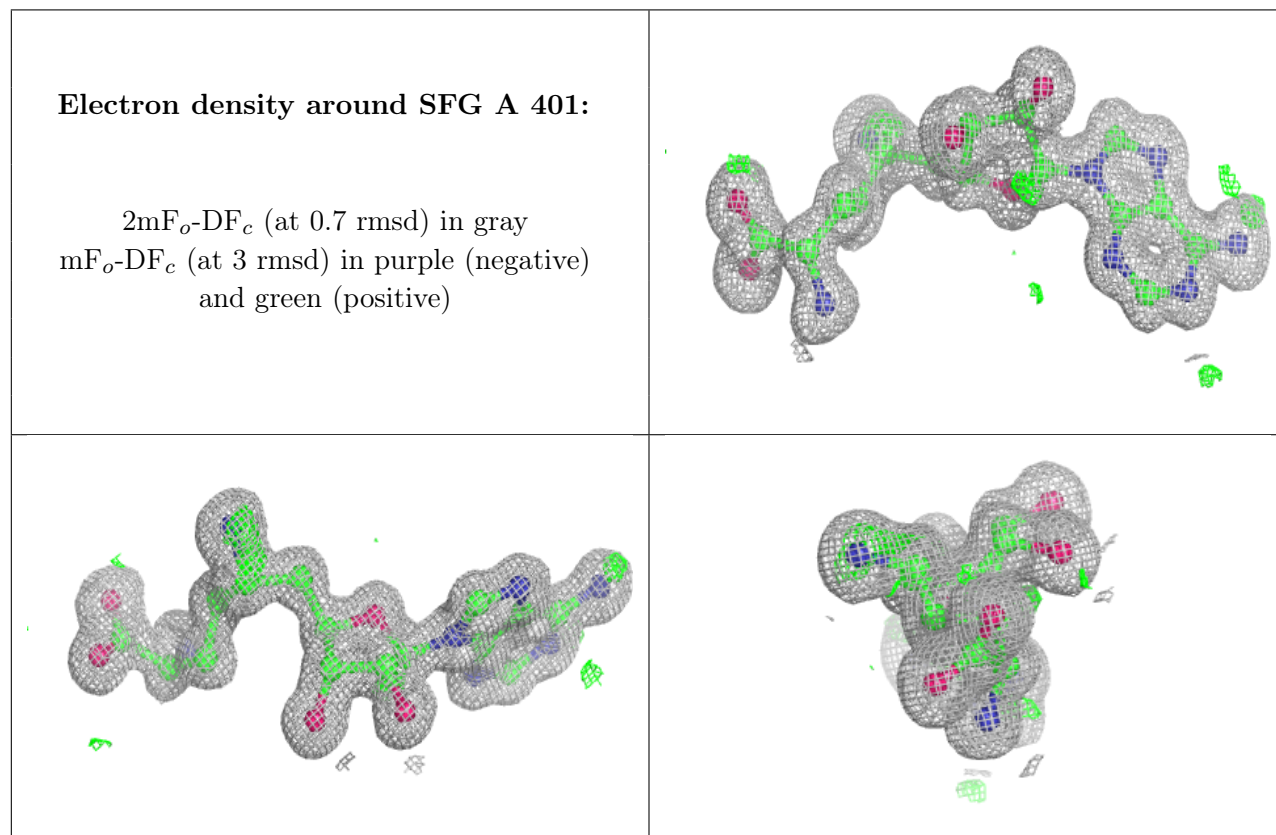 Electron density around SFG A 401:
2mFo-DFc (at 0.7 rmsd) in gray
mFo-DFc (at 3 rmsd) in purple (negative)
and green (positive)